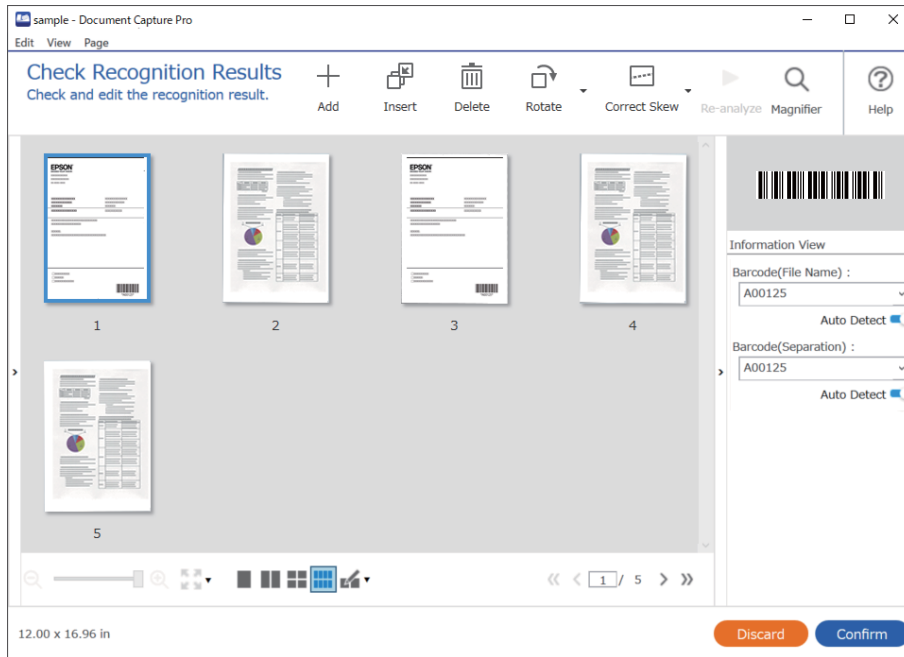 sample - Document Capture Pro
Edit View Page
Check Recognition Results
Check and edit the recognition result.
Add Insert Delete Rotate Correct Skew Re-analyze Magnifier Help
EPSON
EPSON
1 2 3 4
5
Information View
Barcode(File Name) :
A00125
Auto Detect
Barcode(Separation) :
A00125
Auto Detect
1 / 5
12.00 x 16.96 in
Discard Confirm